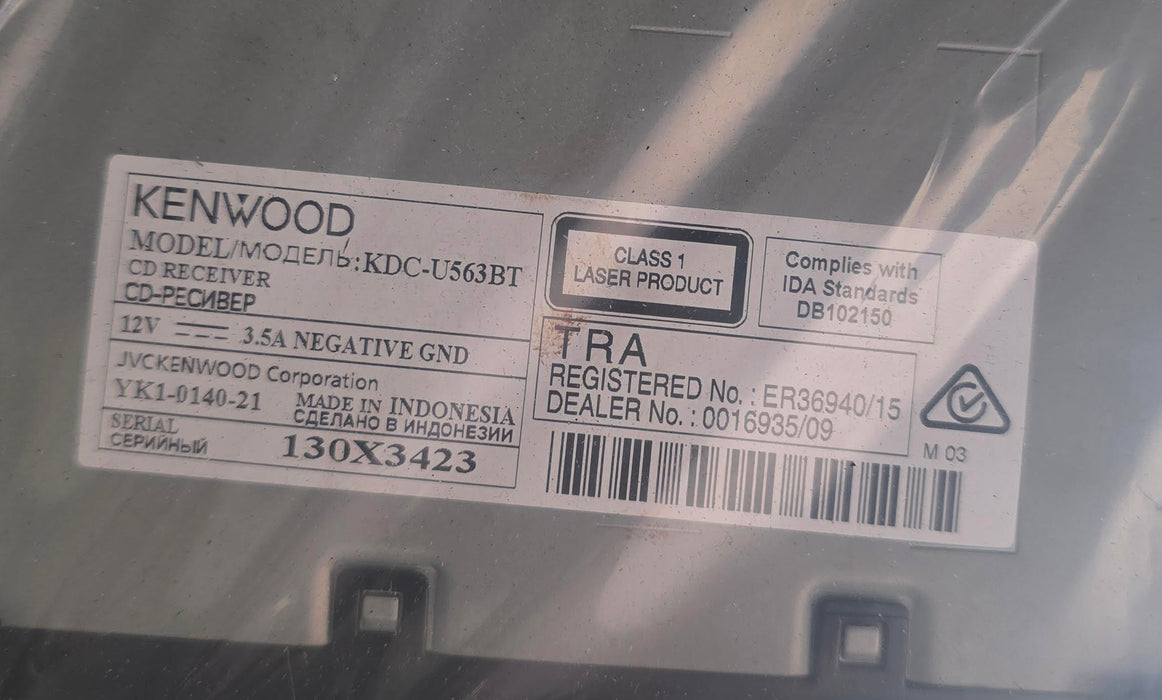 KENWOOD
MODEL/МОДЕЛЬ:KDC-U563BT
CD RECEIVER
CD-РЕСИВЕР
12V 3.5A NEGATIVE GND
JVCKENWOOD Corporation
YK1-0140-21 MADE IN INDONESIA
СДЕЛАНО В ИНДОНЕЗИИ
SERIAL
СЕРИЙНЫЙ
130X3423
CLASS 1
LASER PRODUCT
Complies with
IDA Standards
DB102150
TRA
REGISTERED No. : ER36940/15
DEALER No. : 0016935/09
M 03